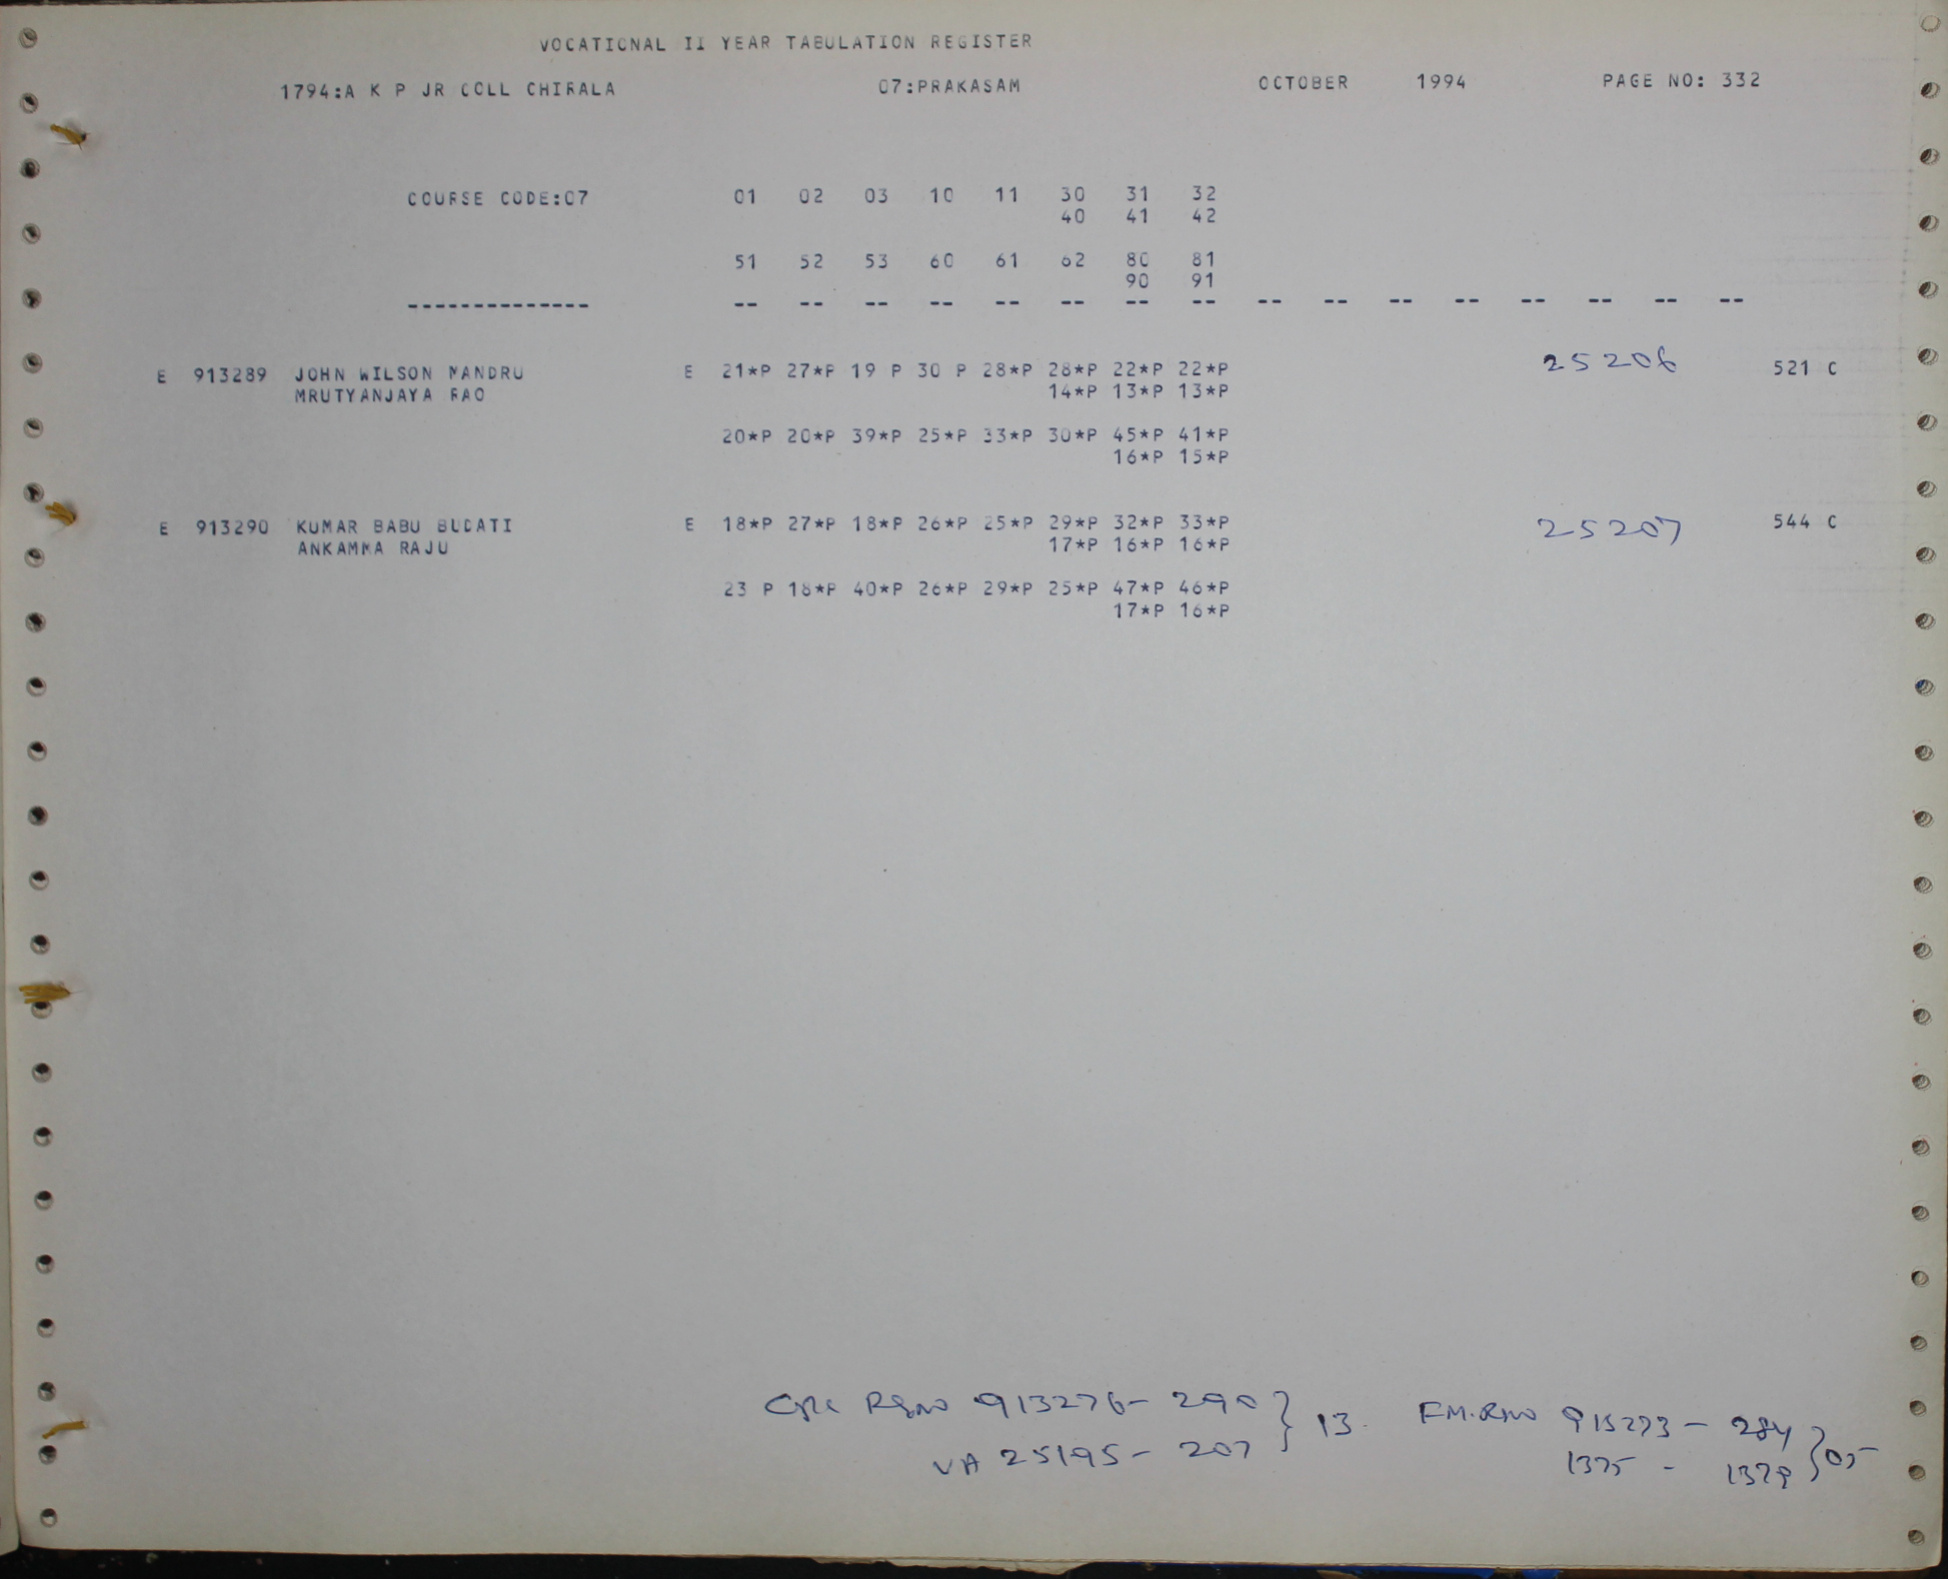 VOCATIONAL II YEAR TABULATION REGISTER
1794:A K P JR COLL CHIRALA 07:PRAKASAM OCTOBER 1994 PAGE NO: 332
COURSE CODE:07 01 02 03 10 11 30 31 32
40 41 42
51 52 53 60 61 62 80 81
90 91
-------------- -- -- -- -- -- -- -- -- -- -- -- -- -- -- -- --
E 913289 JOHN WILSON MANDRU E 21*P 27*P 19 P 30 P 28*P 28*P 22*P 22*P 25206 521 C
MRUTYANJAYA RAO 14*P 13*P 13*P
20*P 20*P 39*P 25*P 33*P 30*P 45*P 41*P
16*P 15*P
E 913290 KUMAR BABU BUDATI E 18*P 27*P 18*P 26*P 25*P 29*P 32*P 33*P 25207 544 C
ANKAMMA RAJU 17*P 16*P 16*P
23 P 18*P 40*P 26*P 29*P 25*P 47*P 46*P
17*P 16*P
913276- 290 } 13. F.M.RNO 913273 - 284
VA 25195 - 207 1375 - 1379 } 05